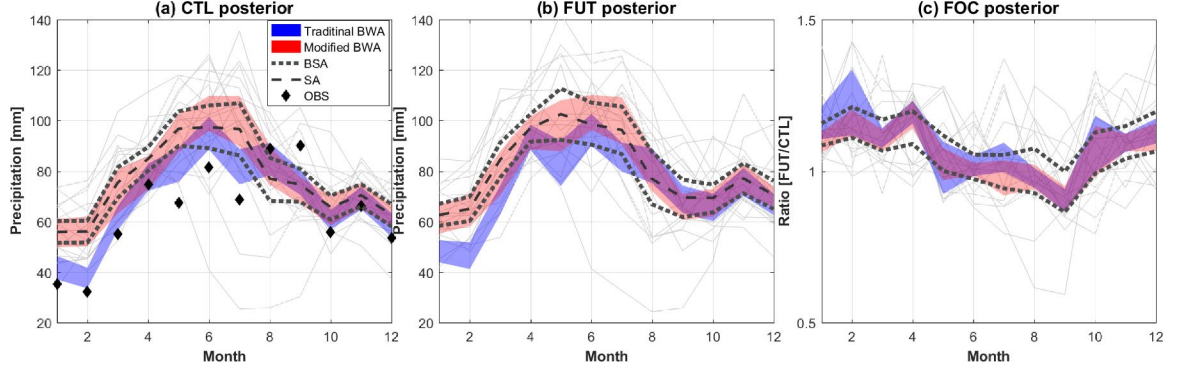 (a) CTL posterior
(b) FUT posterior
(c) FOC posterior
Traditinal BWA
Modified BWA
BSA
SA
OBS
Precipitation [mm]
140
120
100
80
60
40
20
2
4
6
8
10
12
Month
Precipitation [mm]
140
120
100
80
60
40
20
2
4
6
8
10
12
Month
Ratio [FUT/CTL]
1.5
1
0.5
2
4
6
8
10
12
Month